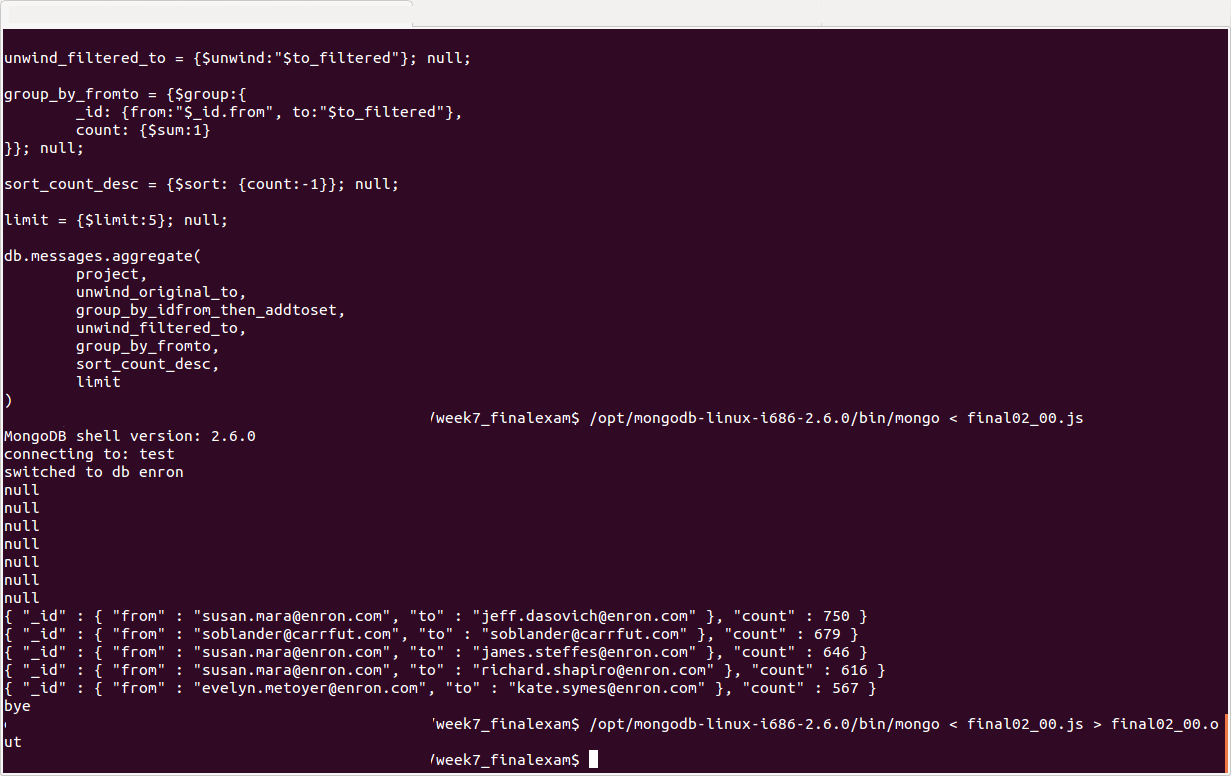 unwind_filtered_to = {$unwind:"$to_filtered"}; null;
group_by_fromto = {$group:{
        _id: {from:"$_id.from", to:"$to_filtered"},
        count: {$sum:1}
}}; null;
sort_count_desc = {$sort: {count:-1}}; null;
limit = {$limit:5}; null;
db.messages.aggregate(
        project,
        unwind_original_to,
        group_by_idfrom_then_addtoset,
        unwind_filtered_to,
        group_by_fromto,
        sort_count_desc,
        limit
)
/week7_finalexam$ /opt/mongodb-linux-i686-2.6.0/bin/mongo < final02_00.js
MongoDB shell version: 2.6.0
connecting to: test
switched to db enron
null
null
null
null
null
null
null
{ "_id" : { "from" : "susan.mara@enron.com", "to" : "jeff.dasovich@enron.com" }, "count" : 750 }
{ "_id" : { "from" : "soblander@carrfut.com", "to" : "soblander@carrfut.com" }, "count" : 679 }
{ "_id" : { "from" : "susan.mara@enron.com", "to" : "james.steffes@enron.com" }, "count" : 646 }
{ "_id" : { "from" : "susan.mara@enron.com", "to" : "richard.shapiro@enron.com" }, "count" : 616 }
{ "_id" : { "from" : "evelyn.metoyer@enron.com", "to" : "kate.symes@enron.com" }, "count" : 567 }
bye
/week7_finalexam$ /opt/mongodb-linux-i686-2.6.0/bin/mongo < final02_00.js > final02_00.o
ut
/week7_finalexam$